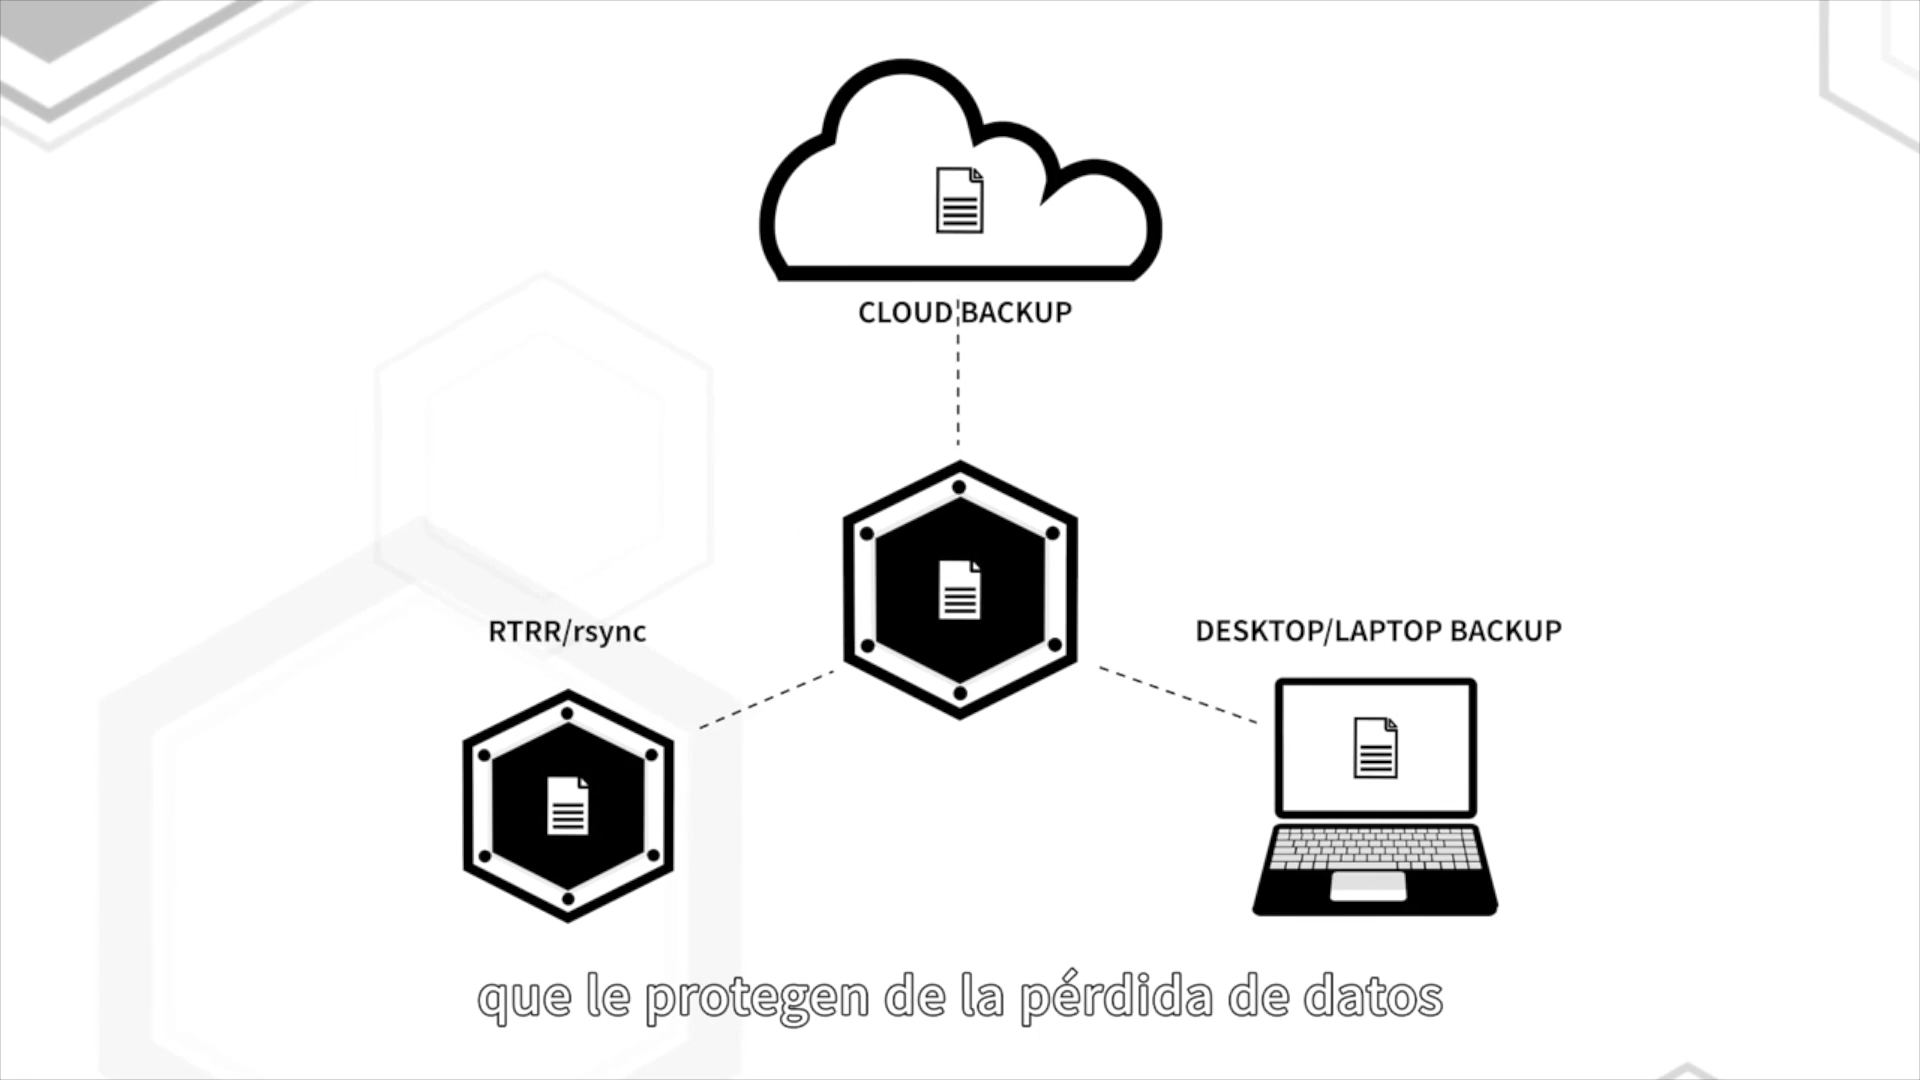 CLOUD BACKUP
RTRR/rsync
DESKTOP/LAPTOP BACKUP
que le protegen de la pérdida de datos